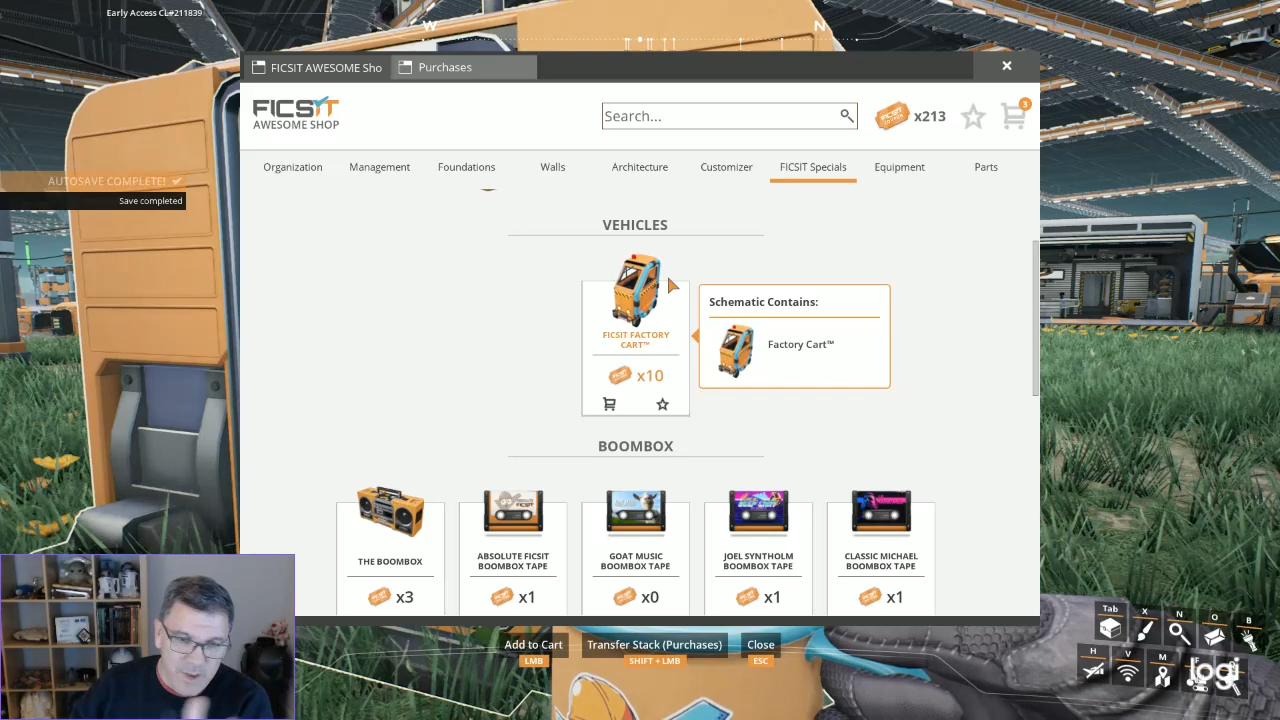 Early Access CL#211839
W
N
FICSIT AWESOME Sho
Purchases
FICSIT
AWESOME SHOP
Search...
x213
3
Organization
Management
Foundations
Walls
Architecture
Customizer
FICSIT Specials
Equipment
Parts
AUTOSAVE COMPLETE!
Save completed
VEHICLES
FICSIT FACTORY
CART™
x10
Schematic Contains:
Factory Cart™
BOOMBOX
THE BOOMBOX
x3
ABSOLUTE FICSIT
BOOMBOX TAPE
x1
GOAT MUSIC
BOOMBOX TAPE
x0
JOEL SYNTHOLM
BOOMBOX TAPE
x1
CLASSIC MICHAEL
BOOMBOX TAPE
x1
Add to Cart
LMB
Transfer Stack (Purchases)
SHIFT + LMB
Close
ESC
Tab
X
N
O
B
H
V
M
logi